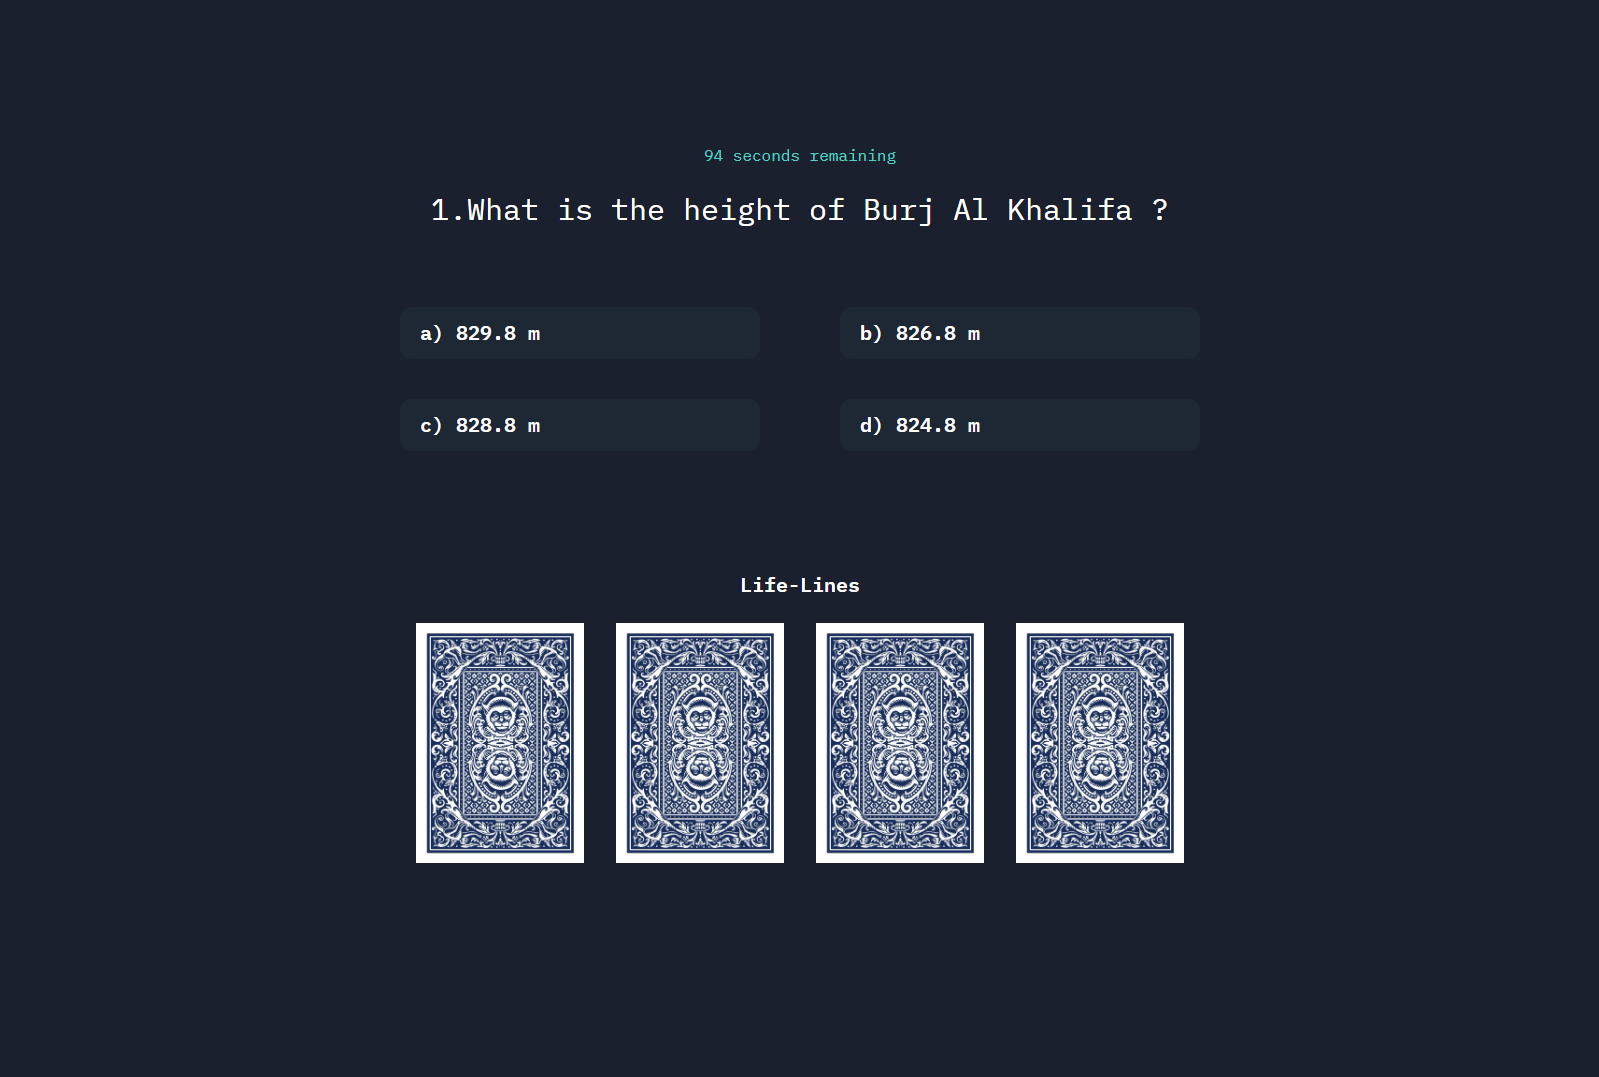 94 seconds remaining
1.What is the height of Burj Al Khalifa ?
a) 829.8 m
b) 826.8 m
c) 828.8 m
d) 824.8 m
Life-Lines